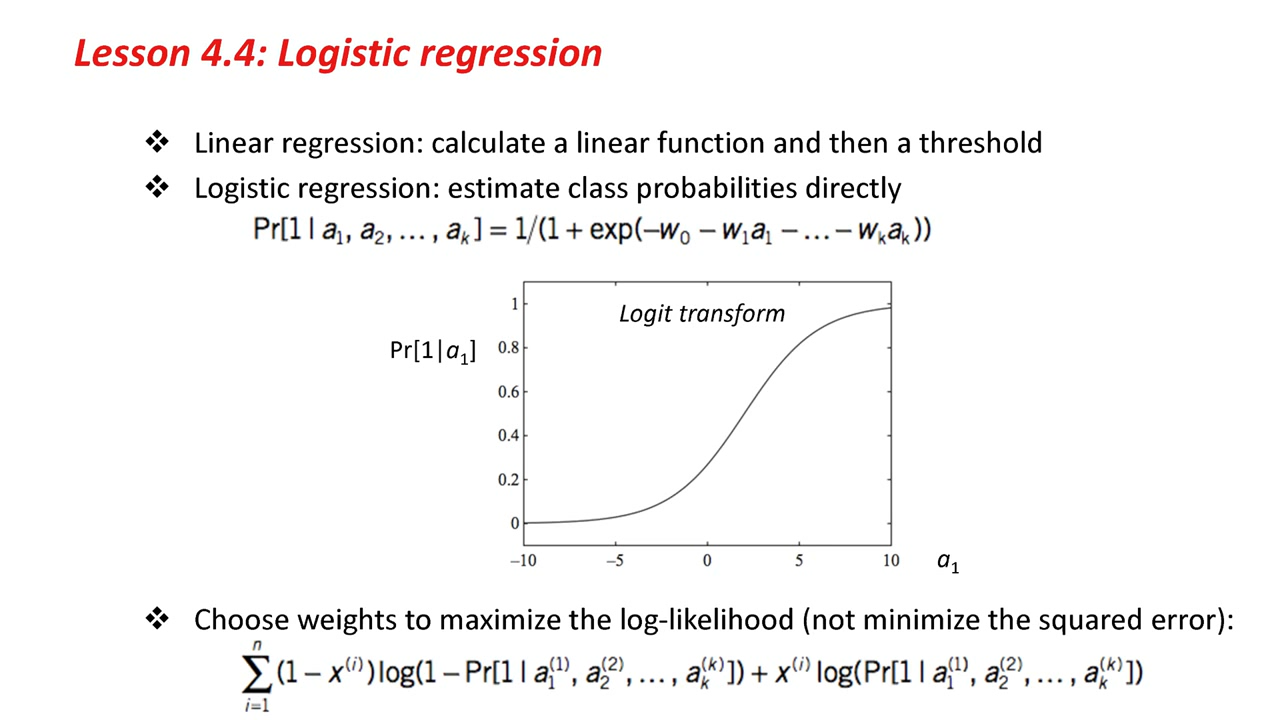 Lesson 4.4: Logistic regression
❖ Linear regression: calculate a linear function and then a threshold
❖ Logistic regression: estimate class probabilities directly
Pr[1 | a₁, a₂, …, aₖ] = 1/(1 + exp(−w₀ − w₁a₁ − … − wₖaₖ))
Logit transform
Pr[1|a₁]
1
0.8
0.6
0.4
0.2
0
−10 −5 0 5 10 a₁
❖ Choose weights to maximize the log-likelihood (not minimize the squared error):
∑ⁿᵢ₌₁ (1 − x⁽ⁱ⁾)log(1 − Pr[1 | a₁⁽¹⁾, a₂⁽²⁾, …, aₖ⁽ᵏ⁾]) + x⁽ⁱ⁾ log(Pr[1 | a₁⁽¹⁾, a₂⁽²⁾, …, aₖ⁽ᵏ⁾])